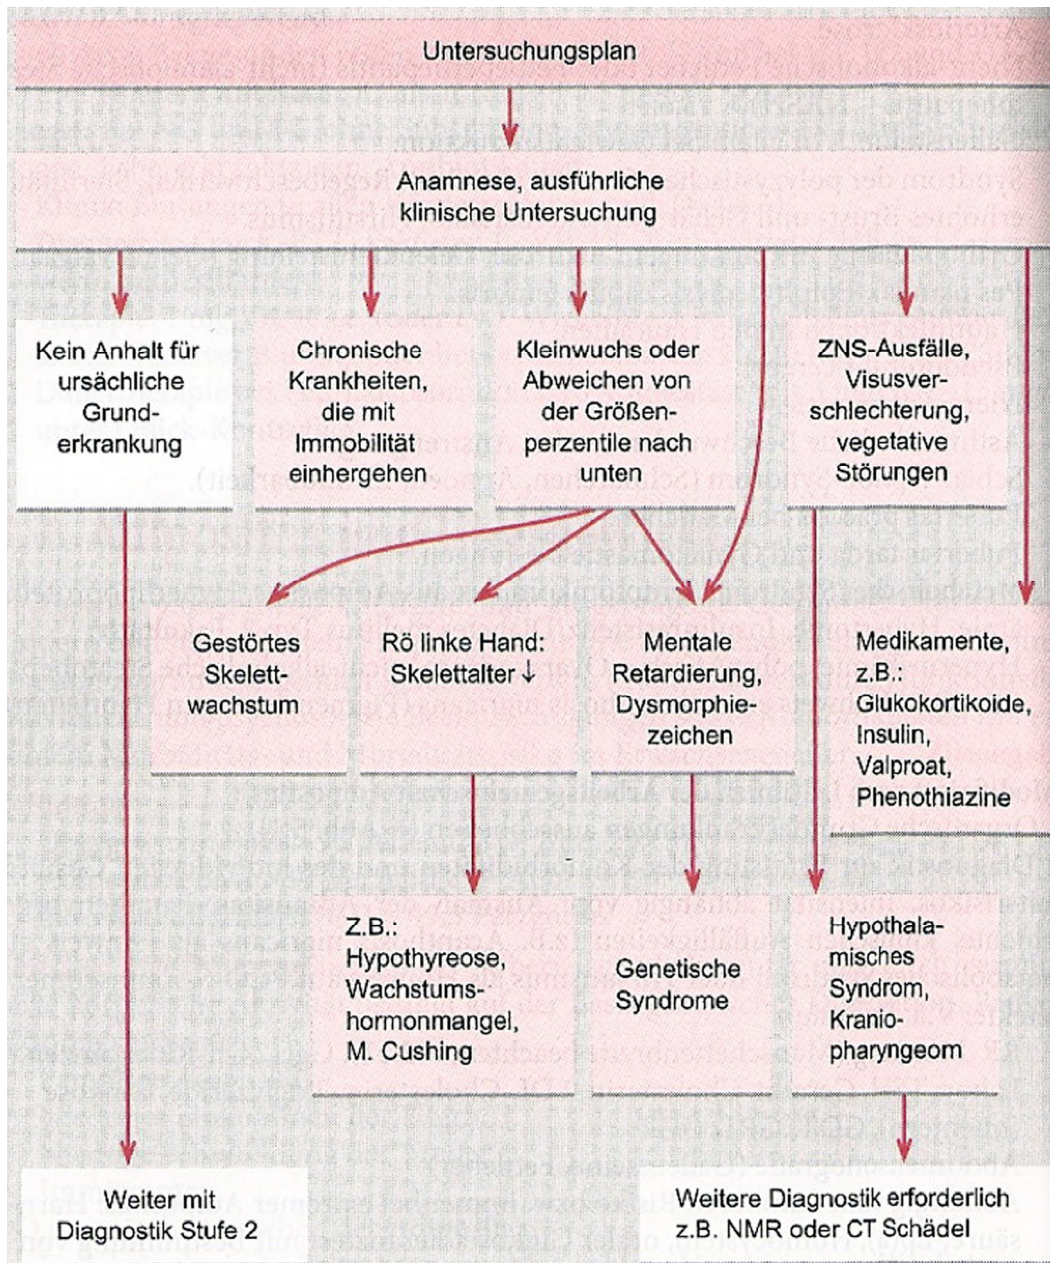 Untersuchungsplan
Anamnese, ausführliche
klinische Untersuchung
Kein Anhalt für
ursächliche
Grund-
erkrankung
Chronische
Krankheiten,
die mit
Immobilität
einhergehen
Kleinwuchs oder
Abweichen von
der Größen-
perzentile nach
unten
ZNS-Ausfälle,
Visusver-
schlechterung,
vegetative
Störungen
Gestörtes
Skelett-
wachstum
Rö linke Hand:
Skelettalter ↓
Mentale
Retardierung,
Dysmorphie-
zeichen
Medikamente,
z.B.:
Glukokortikoide,
Insulin,
Valproat,
Phenothiazine
Z.B.:
Hypothyreose,
Wachstums-
hormonmangel,
M. Cushing
Genetische
Syndrome
Hypothala-
misches
Syndrom,
Kranio-
pharyngeom
Weiter mit
Diagnostik Stufe 2
Weitere Diagnostik erforderlich
z.B. NMR oder CT Schädel